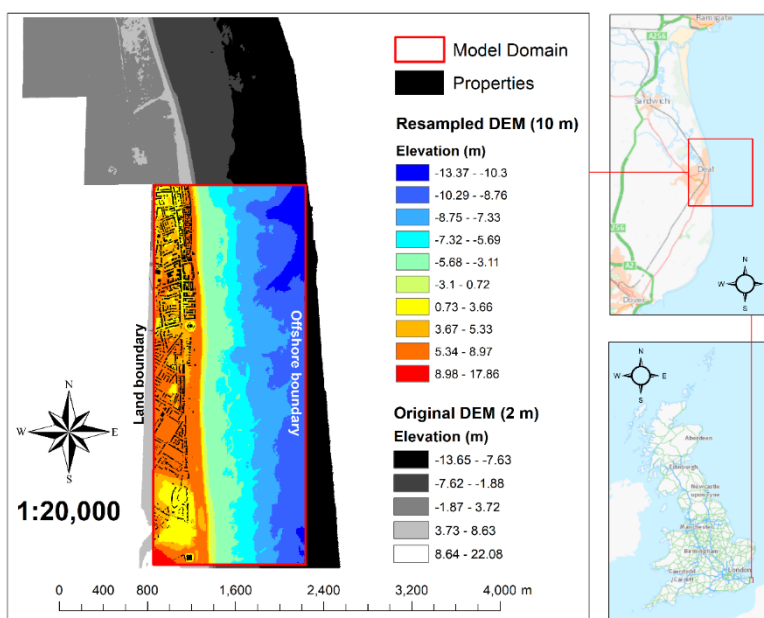 Model Domain
Properties
Resampled DEM (10 m)
Elevation (m)
-13.37 - -10.3
-10.29 - -8.76
-8.75 - -7.33
-7.32 - -5.69
-5.68 - -3.11
-3.1 - 0.72
0.73 - 3.66
3.67 - 5.33
5.34 - 8.97
8.98 - 17.86
Original DEM (2 m)
Elevation (m)
-13.65 - -7.63
-7.62 - -1.88
-1.87 - 3.72
3.73 - 8.63
8.64 - 22.08
Land boundary
Offshore boundary
N
W E
S
1:20,000
0 400 800 1,600 2,400 3,200 4,000 m
Ramsgate
A256
Sandwich
Deal
A256
A2
Dover
N
W E
S
N
W E
S
Aberdeen
Edinburgh
Newcastle
upon Tyne
Manchester
Birmingham
Cardiff
London